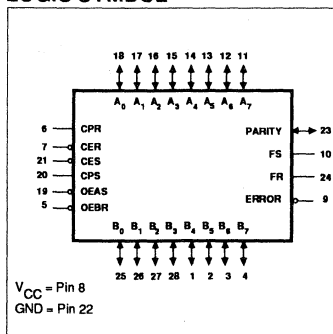 LOGIC SYMBOL
18 17 16 15 14 13 12 11
A0 A1 A2 A3 A4 A5 A6 A7
6 CPR PARITY 23
7 CER FS 10
21 CES
20 CPS FR 24
19 OEAS ERROR 9
5 OEBR
B0 B1 B2 B3 B4 B5 B6 B7
25 26 27 28 1 2 3 4
VCC = Pin 8
GND = Pin 22